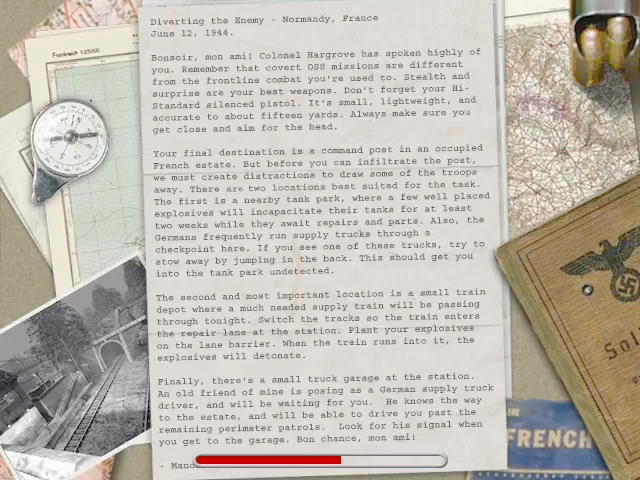 Diverting the Enemy - Normandy, France
June 12, 1944.
Bonsoir, mon ami! Colonel Hargrove has spoken highly of
you. Remember that covert OSS missions are different
from the frontline combat you're used to. Stealth and
surprise are your best weapons. Don't forget your Hi-
Standard silenced pistol. It's small, lightweight, and
accurate to about fifteen yards. Always make sure you
get close and aim for the head.
Your final destination is a command post in an occupied
French estate. But before you can infiltrate the post,
we must create distractions to draw some of the troops
away. There are two locations best suited for the task.
The first is a nearby tank park, where a few well placed
explosives will incapacitate their tanks for at least
two weeks while they await repairs and parts. Also, the
Germans frequently run supply trucks through a
checkpoint here. If you see one of these trucks, try to
stow away by jumping in the back. This should get you
into the tank park undetected.
The second and most important location is a small train
depot where a much needed supply train will be passing
through tonight. Switch the tracks so the train enters
the repair lane at the station. Plant your explosives
on the lane barrier. When the train runs into it, the
explosives will detonate.
Finally, there's a small truck garage at the station.
An old friend of mine is posing as a German supply truck
driver, and will be waiting for you. He knows the way
to the estate, and will be able to drive you past the
remaining perimeter patrols. Look for his signal when
you get to the garage. Bon chance, mon ami!
- Mano
Frankreich 1:25000
Sol
FRENCH